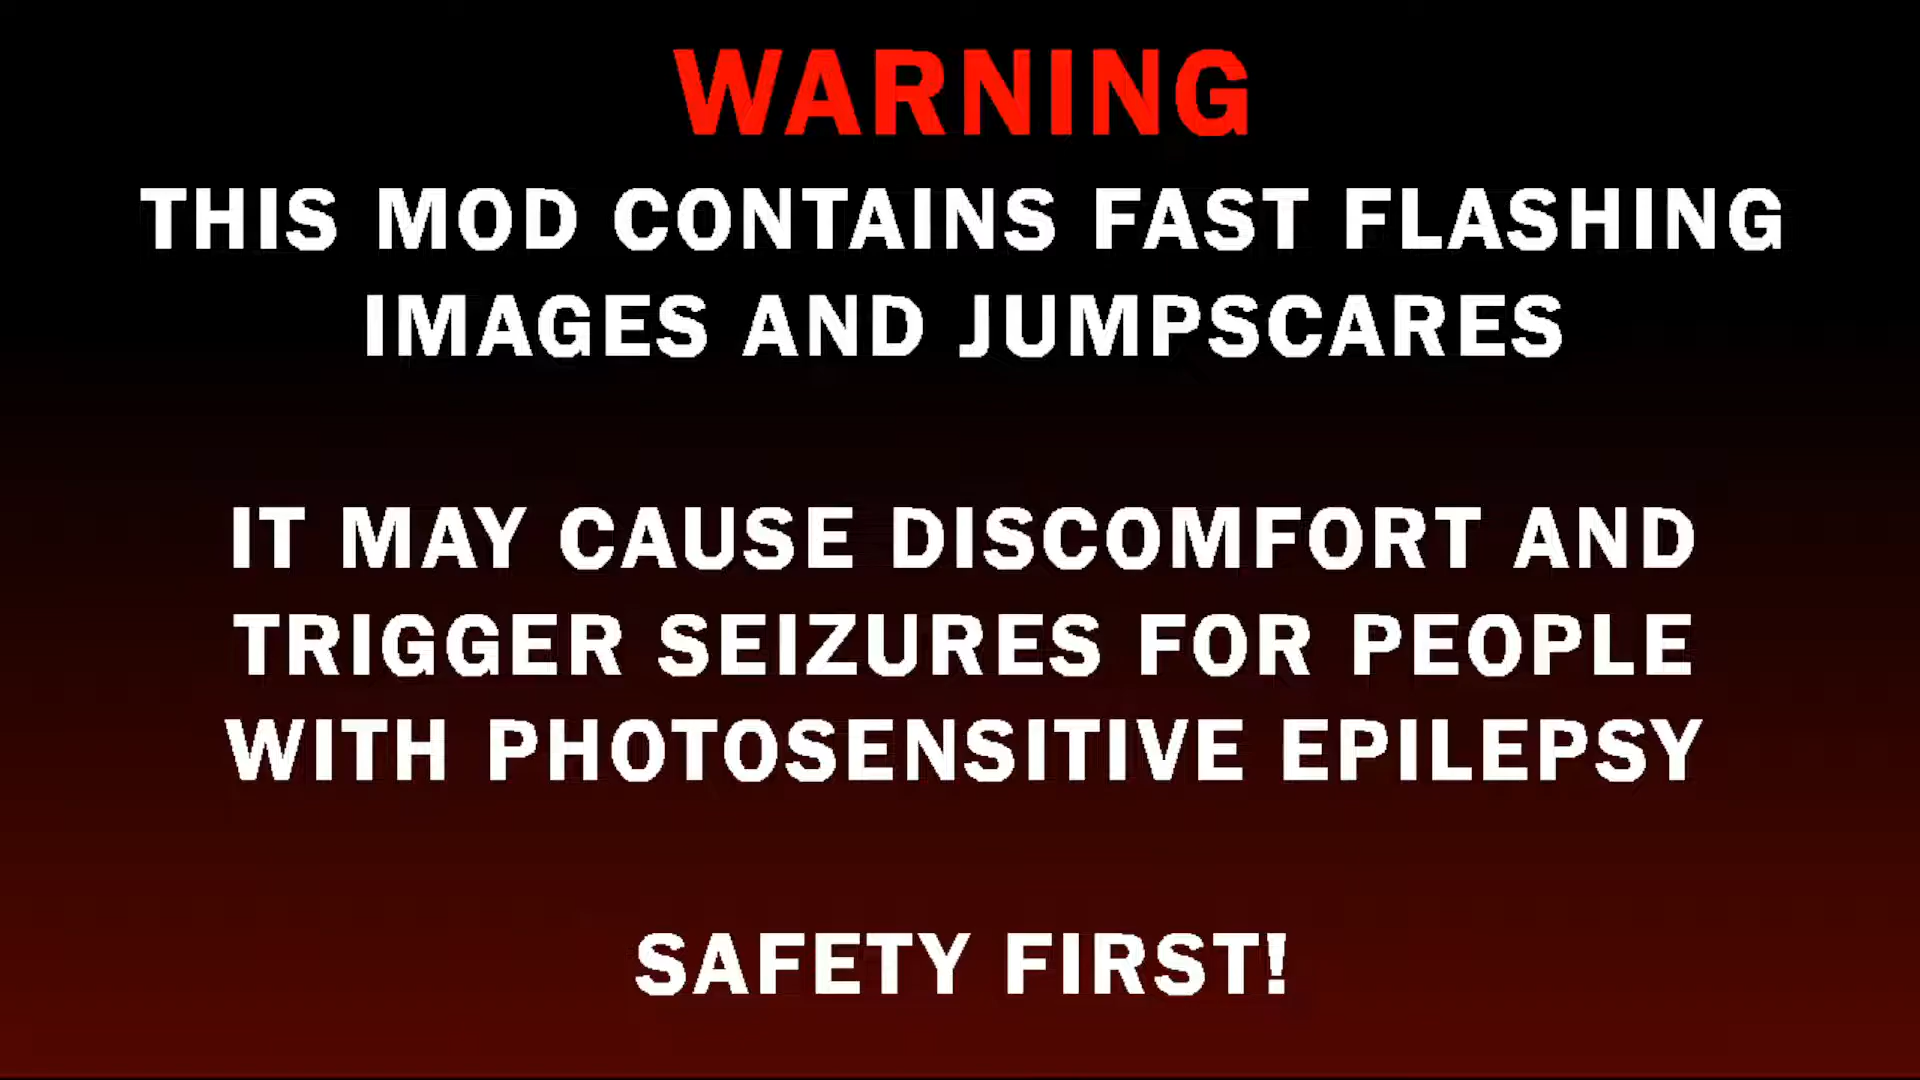 WARNING
THIS MOD CONTAINS FAST FLASHING
IMAGES AND JUMPSCARES
IT MAY CAUSE DISCOMFORT AND
TRIGGER SEIZURES FOR PEOPLE
WITH PHOTOSENSITIVE EPILEPSY
SAFETY FIRST!